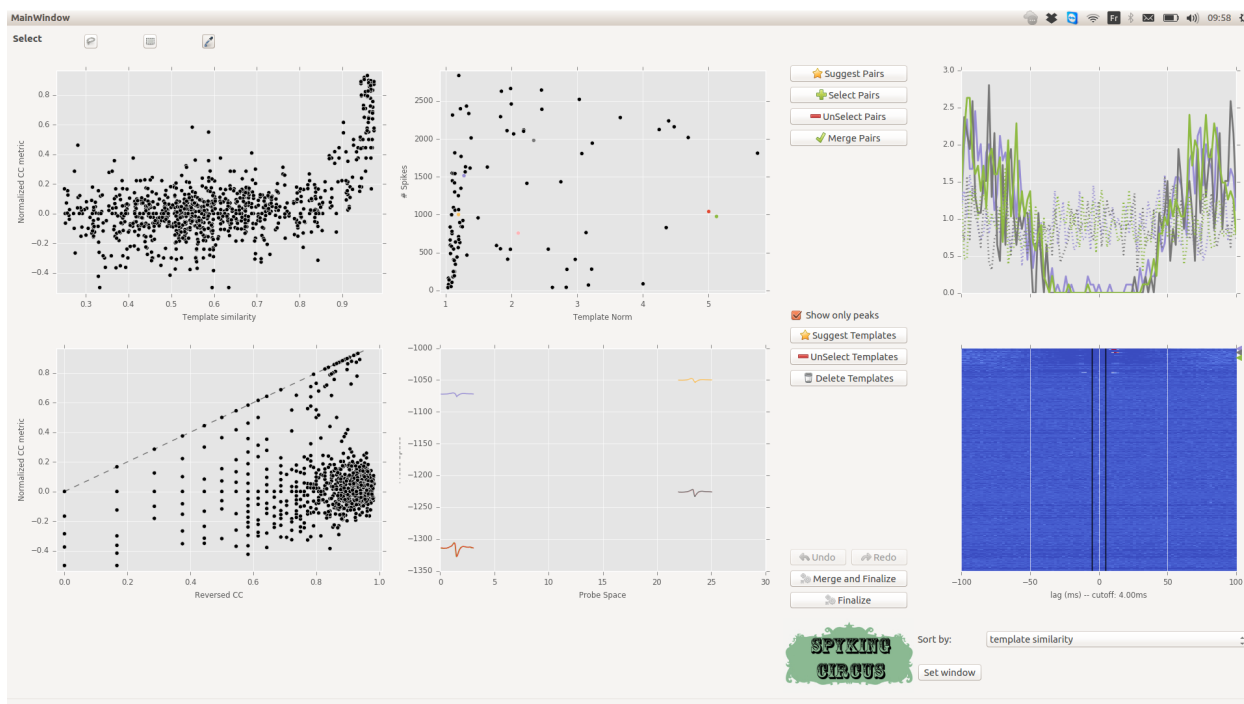 MainWindow
Fr
09:58
Select
Suggest Pairs
Select Pairs
UnSelect Pairs
Merge Pairs
Normalized CC metric
0.8
0.6
0.4
0.2
0.0
−0.2
−0.4
0.3 0.4 0.5 0.6 0.7 0.8 0.9
Template similarity
# Spikes
2500
2000
1500
1000
500
0
1 2 3 4 5
Template Norm
3.0
2.5
2.0
1.5
1.0
0.5
0.0
Show only peaks
Suggest Templates
UnSelect Templates
Delete Templates
Normalized CC metric
0.8
0.6
0.4
0.2
0.0
−0.2
−0.4
0.0 0.2 0.4 0.6 0.8 1.0
Reversed CC
−1000
−1050
−1100
−1150
−1200
−1250
−1300
−1350
0 5 10 15 20 25 30
Probe Space
Undo Redo
Merge and Finalize
Finalize
−100 −50 0 50 100
lag (ms) -- cutoff: 4.00ms
SPYKING
CIRCUS
Sort by: template similarity
Set window